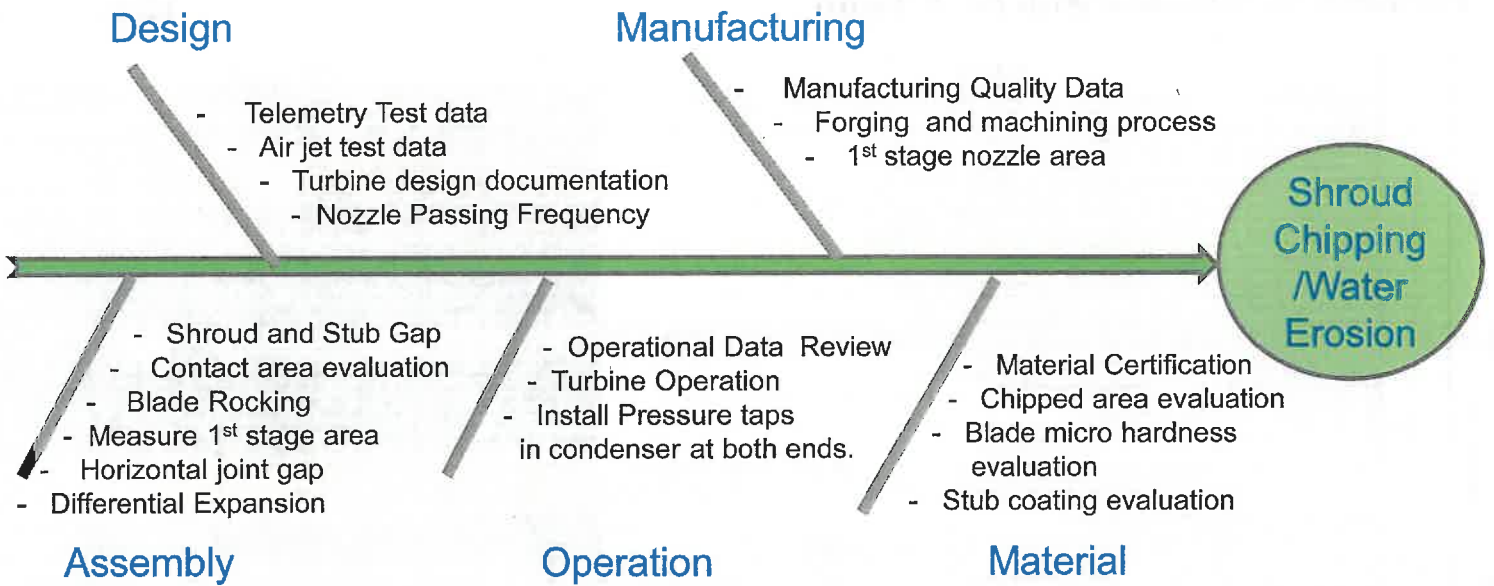 Design
- Telemetry Test data
- Air jet test data
- Turbine design documentation
- Nozzle Passing Frequency
Manufacturing
- Manufacturing Quality Data
- Forging and machining process
- 1st stage nozzle area
Shroud
Chipping
/Water
Erosion
- Shroud and Stub Gap
Contact area evaluation
- Blade Rocking
- Measure 1st stage area
- Horizontal joint gap
- Differential Expansion
Assembly
- Operational Data Review
- Turbine Operation
- Install Pressure taps
in condenser at both ends.
Operation
- Material Certification
- Chipped area evaluation
- Blade micro hardness
evaluation
- Stub coating evaluation
Material